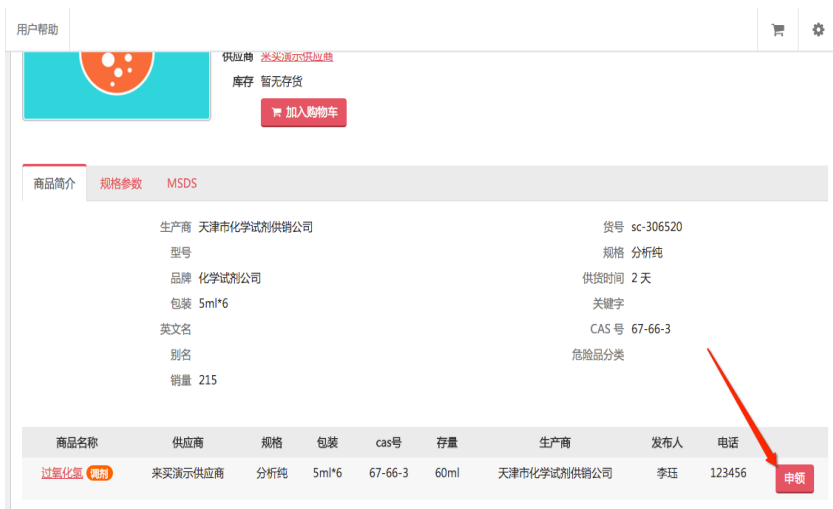 用户帮助
供应商 来买演示供应商
库存 暂无存货
加入购物车
商品简介 规格参数 MSDS
生产商 天津市化学试剂供销公司 货号 sc-306520
型号 规格 分析纯
品牌 化学试剂公司 供货时间 2 天
包装 5ml*6 关键字
英文名 CAS 号 67-66-3
别名 危险品分类
销量 215
商品名称 供应商 规格 包装 cas号 存量 生产商 发布人 电话
过氧化氢 调剂 来买演示供应商 分析纯 5ml*6 67-66-3 60ml 天津市化学试剂供销公司 李珏 123456 申领